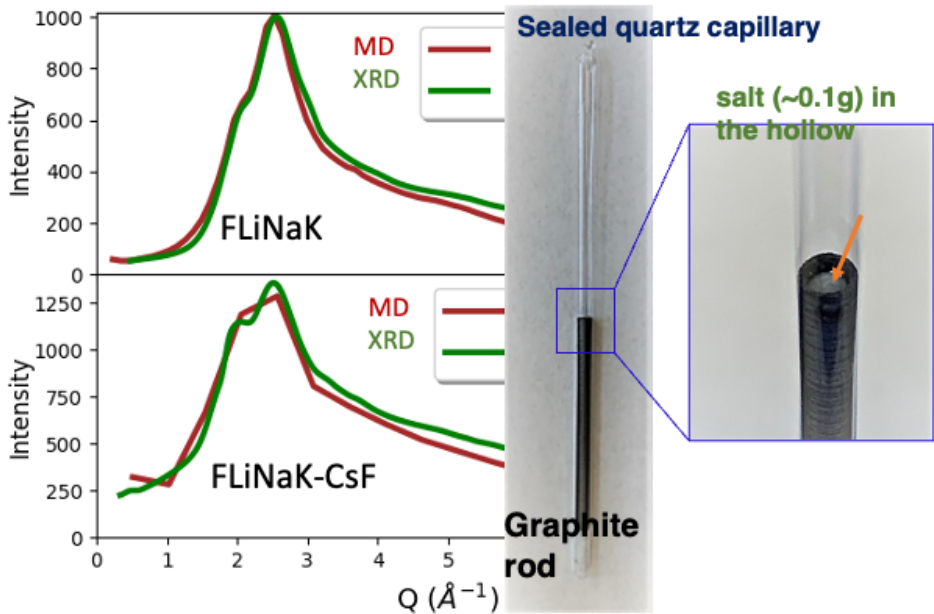 1000
800
600
400
200
0
Intensity
MD
XRD
FLiNaK
1250
1000
750
500
250
0
Intensity
MD
XRD
FLiNaK-CsF
0 1 2 3 4 5
Q (Å⁻¹)
Sealed quartz capillary
salt (~0.1g) in
the hollow
Graphite
rod